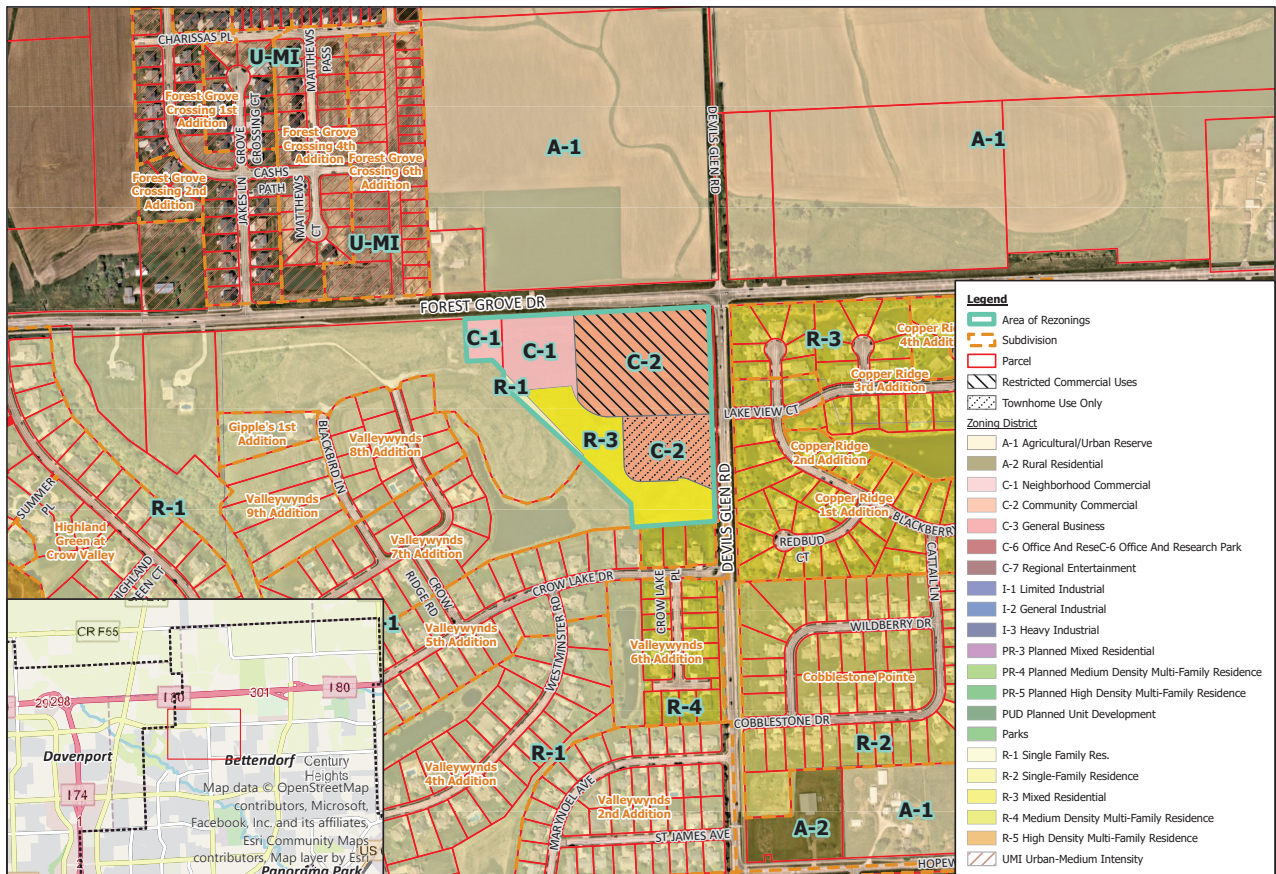 CHARISSAS PL
U-MI
MATTHEWS
PASS
Forest Grove
Crossing 1st
Addition
GROVE
CROSSING CT
Forest Grove
Crossing 4th
Addition
Forest Grove
Crossing 6th
Addition
CASHS
PATH
Forest Grove
Crossing 2nd
Addition
JAKES LN
MATTHEWS
CT
U-MI
A-1
DEVILS GLEN RD
A-1
FOREST GROVE DR
C-1
C-1
C-2
R-1
R-3
C-2
R-3
Copper Ri
4th Addit
Copper Ridge
3rd Addition
LAKE VIEW CT
Copper Ridge
2nd Addition
Copper Ridge
1st Addition
BLACKBERRY
REDBUD
CT
CATTAIL LN
DEVILS GLEN RD
Gipple's 1st
Addition
BLACKBIRD LN
Valleywynds
8th Addition
Valleywynds
9th Addition
Valleywynds
7th Addition
SUMMER
PL
R-1
Highland
Green at
Crow Valley
HIGHLAND
GREEN CT
CROW
RIDGE RD
CROW LAKE DR
CROW LAKE
PL
WESTMINSTER RD
Valleywynds
5th Addition
-1
Valleywynds
6th Addition
R-4
WILDBERRY DR
Cobblestone Pointe
COBBLESTONE DR
R-2
R-1
Valleywynds
4th Addition
MARYNOEL AVE
Valleywynds
2nd Addition
ST JAMES AVE
A-2
A-1
HOPEW
Legend
Area of Rezonings
Subdivision
Parcel
Restricted Commercial Uses
Townhome Use Only
Zoning District
A-1 Agricultural/Urban Reserve
A-2 Rural Residential
C-1 Neighborhood Commercial
C-2 Community Commercial
C-3 General Business
C-6 Office And ReseC-6 Office And Research Park
C-7 Regional Entertainment
I-1 Limited Industrial
I-2 General Industrial
I-3 Heavy Industrial
PR-3 Planned Mixed Residential
PR-4 Planned Medium Density Multi-Family Residence
PR-5 Planned High Density Multi-Family Residence
PUD Planned Unit Development
Parks
R-1 Single Family Res.
R-2 Single-Family Residence
R-3 Mixed Residential
R-4 Medium Density Multi-Family Residence
R-5 High Density Multi-Family Residence
UMI Urban-Medium Intensity
CR F55
I 80
301
I 80
298
Davenport
Bettendorf
Century
Heights
I 74
Map data © OpenStreetMap
contributors, Microsoft,
Facebook, Inc. and its affiliates,
Esri Community Maps
contributors, Map layer by Esri
US
Panorama Park